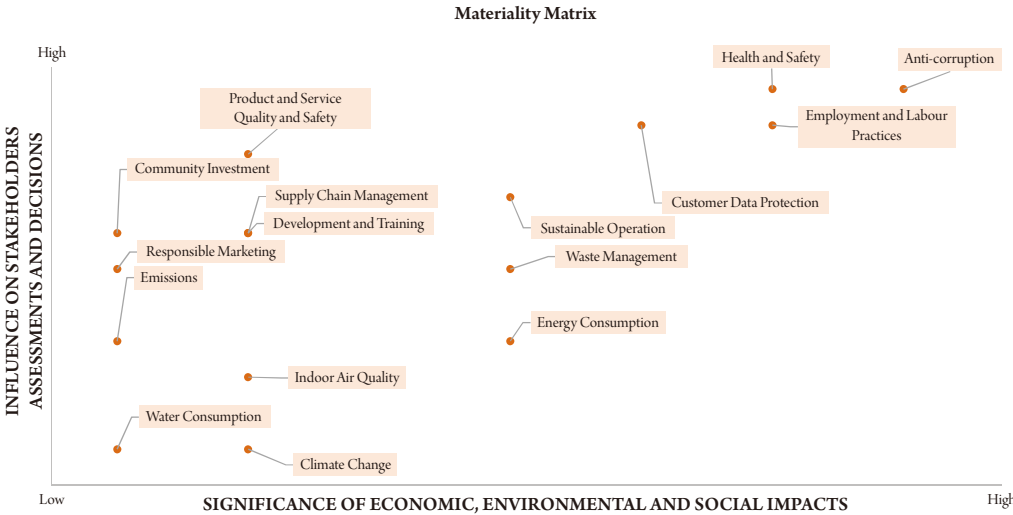 Materiality Matrix
High
Health and Safety
Anti-corruption
Product and Service
Quality and Safety
Employment and Labour
Practices
Community Investment
Supply Chain Management
Customer Data Protection
Development and Training
Sustainable Operation
Responsible Marketing
Waste Management
Emissions
Energy Consumption
Indoor Air Quality
Water Consumption
Climate Change
INFLUENCE ON STAKEHOLDERS
ASSESSMENTS AND DECISIONS
Low
SIGNIFICANCE OF ECONOMIC, ENVIRONMENTAL AND SOCIAL IMPACTS
High